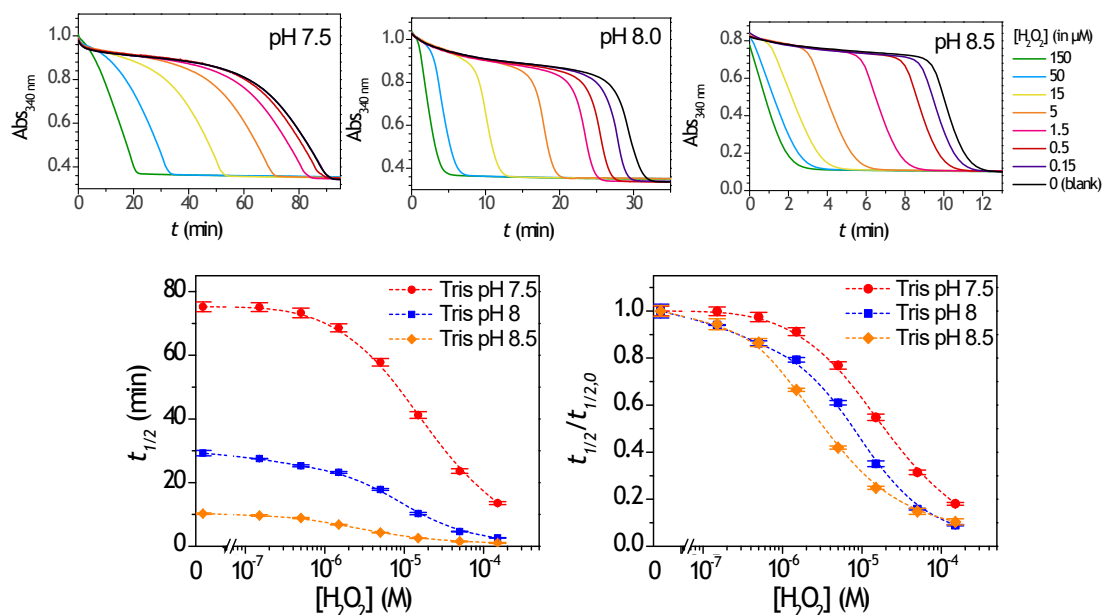 pH 7.5
1.0
0.8
0.6
0.4
Abs340 nm
0 20 40 60 80
t (min)
pH 8.0
1.0
0.8
0.6
0.4
Abs340 nm
0 10 20 30
t (min)
pH 8.5
0.8
0.6
0.4
0.2
0.0
Abs340 nm
0 2 4 6 8 10 12
t (min)
[H2O2] (in µM)
150
50
15
5
1.5
0.5
0.15
0 (blank)
80
60
40
20
0
t1/2 (min)
Tris pH 7.5
Tris pH 8
Tris pH 8.5
0 10-7 10-6 10-5 10-4
[H2O2] (M)
1.0
0.8
0.6
0.4
0.2
0.0
t1/2/t1/2,0
Tris pH 7.5
Tris pH 8
Tris pH 8.5
0 10-7 10-6 10-5 10-4
[H2O2] (M)